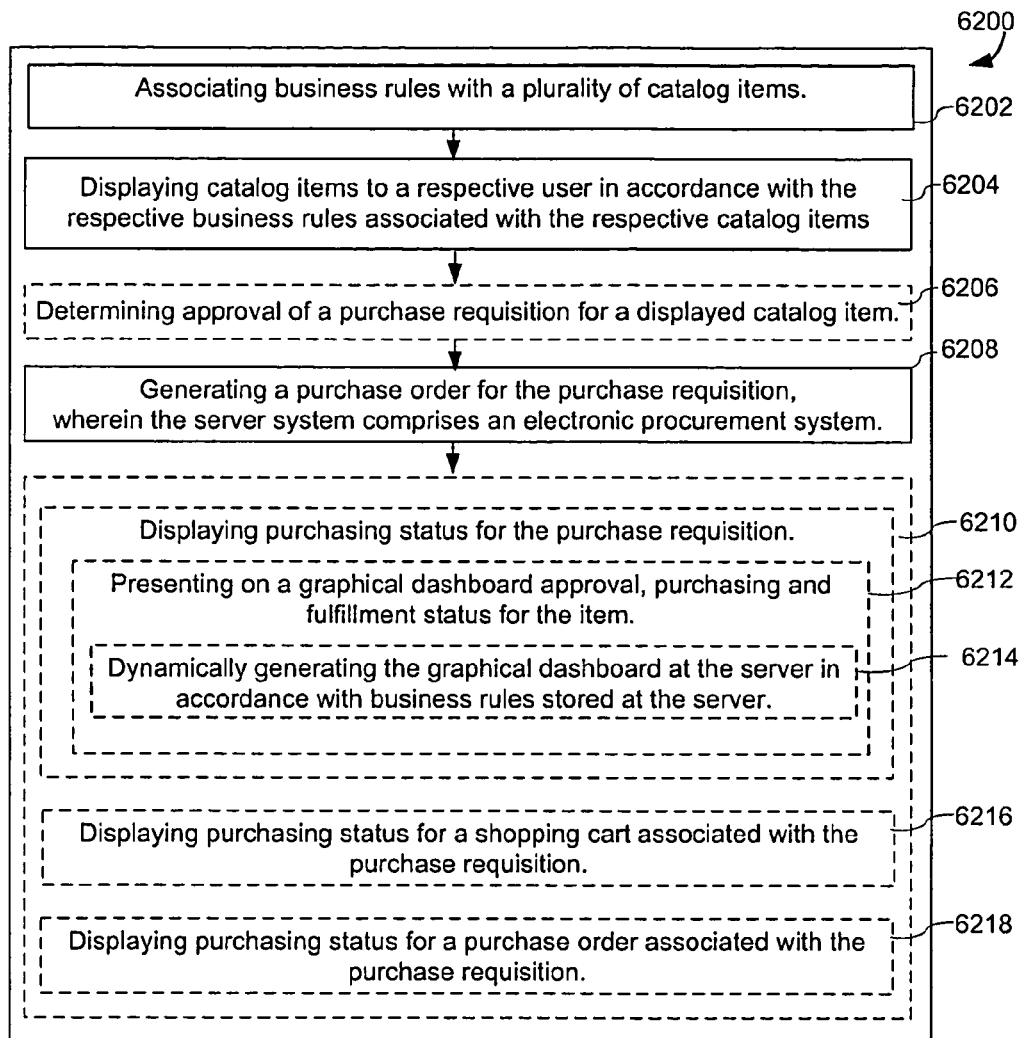 6200
Associating business rules with a plurality of catalog items.
6202
Displaying catalog items to a respective user in accordance with the
respective business rules associated with the respective catalog items
6204
6206
Determining approval of a purchase requisition for a displayed catalog item.
6208
Generating a purchase order for the purchase requisition,
wherein the server system comprises an electronic procurement system.
Displaying purchasing status for the purchase requisition.
6210
Presenting on a graphical dashboard approval, purchasing and
fulfillment status for the item.
6212
Dynamically generating the graphical dashboard at the server in
accordance with business rules stored at the server.
6214
Displaying purchasing status for a shopping cart associated with the
purchase requisition.
6216
Displaying purchasing status for a purchase order associated with the
purchase requisition.
6218